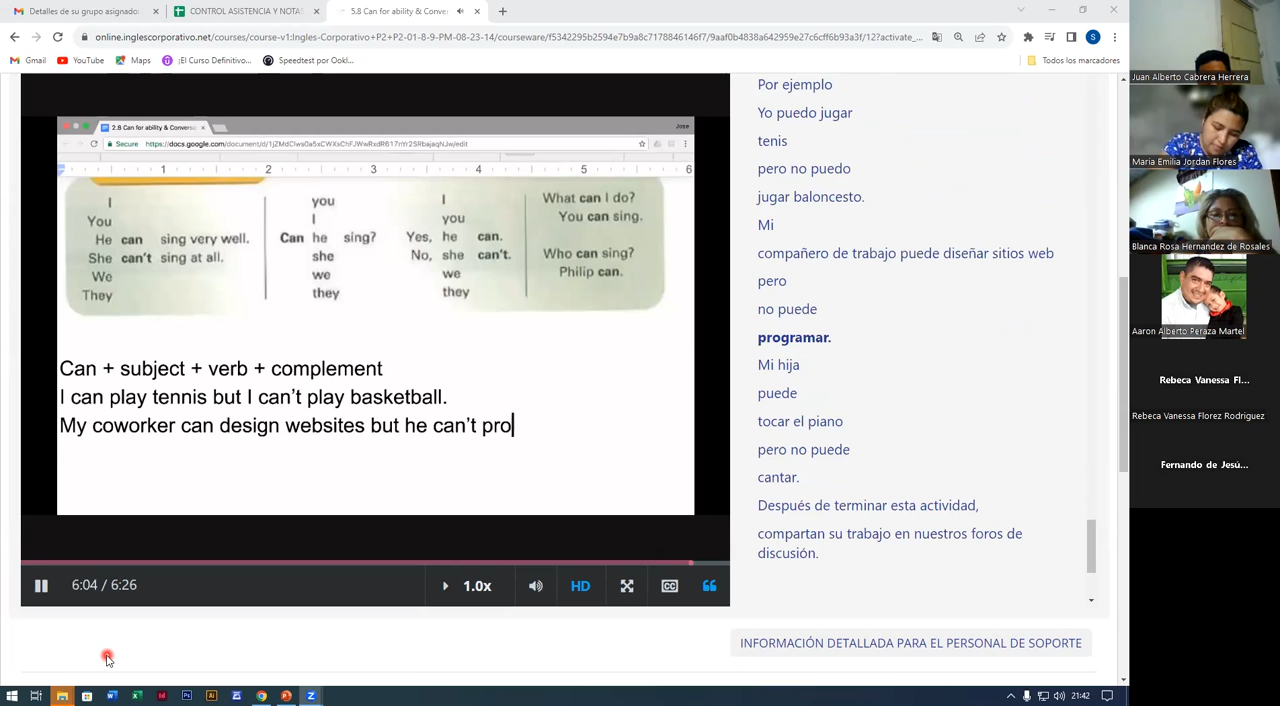 Detalles de su grupo asignado
CONTROL ASISTENCIA Y NOTAS
5.8 Can for ability & Conver
online.inglescorporativo.net/courses/course-v1:Ingles-Corporativo+P2+P2-01-8-9-PM-08-23-14/courseware/f5342295b2594e7b9a8c7178846146f7/9aaf0b4838a642959e27c6cff6b93a3f/12?activate_...
Gmail
YouTube
Maps
¡El Curso Definitivo...
Speedtest por Ookl...
Todos los marcadores
2.8 Can for ability & Convers
Jose
Secure
1 2 3 4 5 6
I
You
He can sing very well.
She can't sing at all.
We
They
you
I
Can he sing?
she
we
they
I
you
Yes, he can.
No, she can't.
we
they
What can I do?
You can sing.
Who can sing?
Philip can.
Can + subject + verb + complement
I can play tennis but I can't play basketball.
My coworker can design websites but he can't pro
6:04 / 6:26
1.0x
HD
CC
Por ejemplo
Yo puedo jugar
tenis
pero no puedo
jugar baloncesto.
Mi
compañero de trabajo puede diseñar sitios web
pero
no puede
programar.
Mi hija
puede
tocar el piano
pero no puede
cantar.
Después de terminar esta actividad,
compartan su trabajo en nuestros foros de
discusión.
INFORMACIÓN DETALLADA PARA EL PERSONAL DE SOPORTE
Juan Alberto Cabrera Herrera
Maria Emilia Jordan Flores
Blanca Rosa Hernandez de Rosales
Aaron Alberto Peraza Martel
Rebeca Vanessa Fl...
Rebeca Vanessa Florez Rodriguez
Fernando de Jesú...
21:42